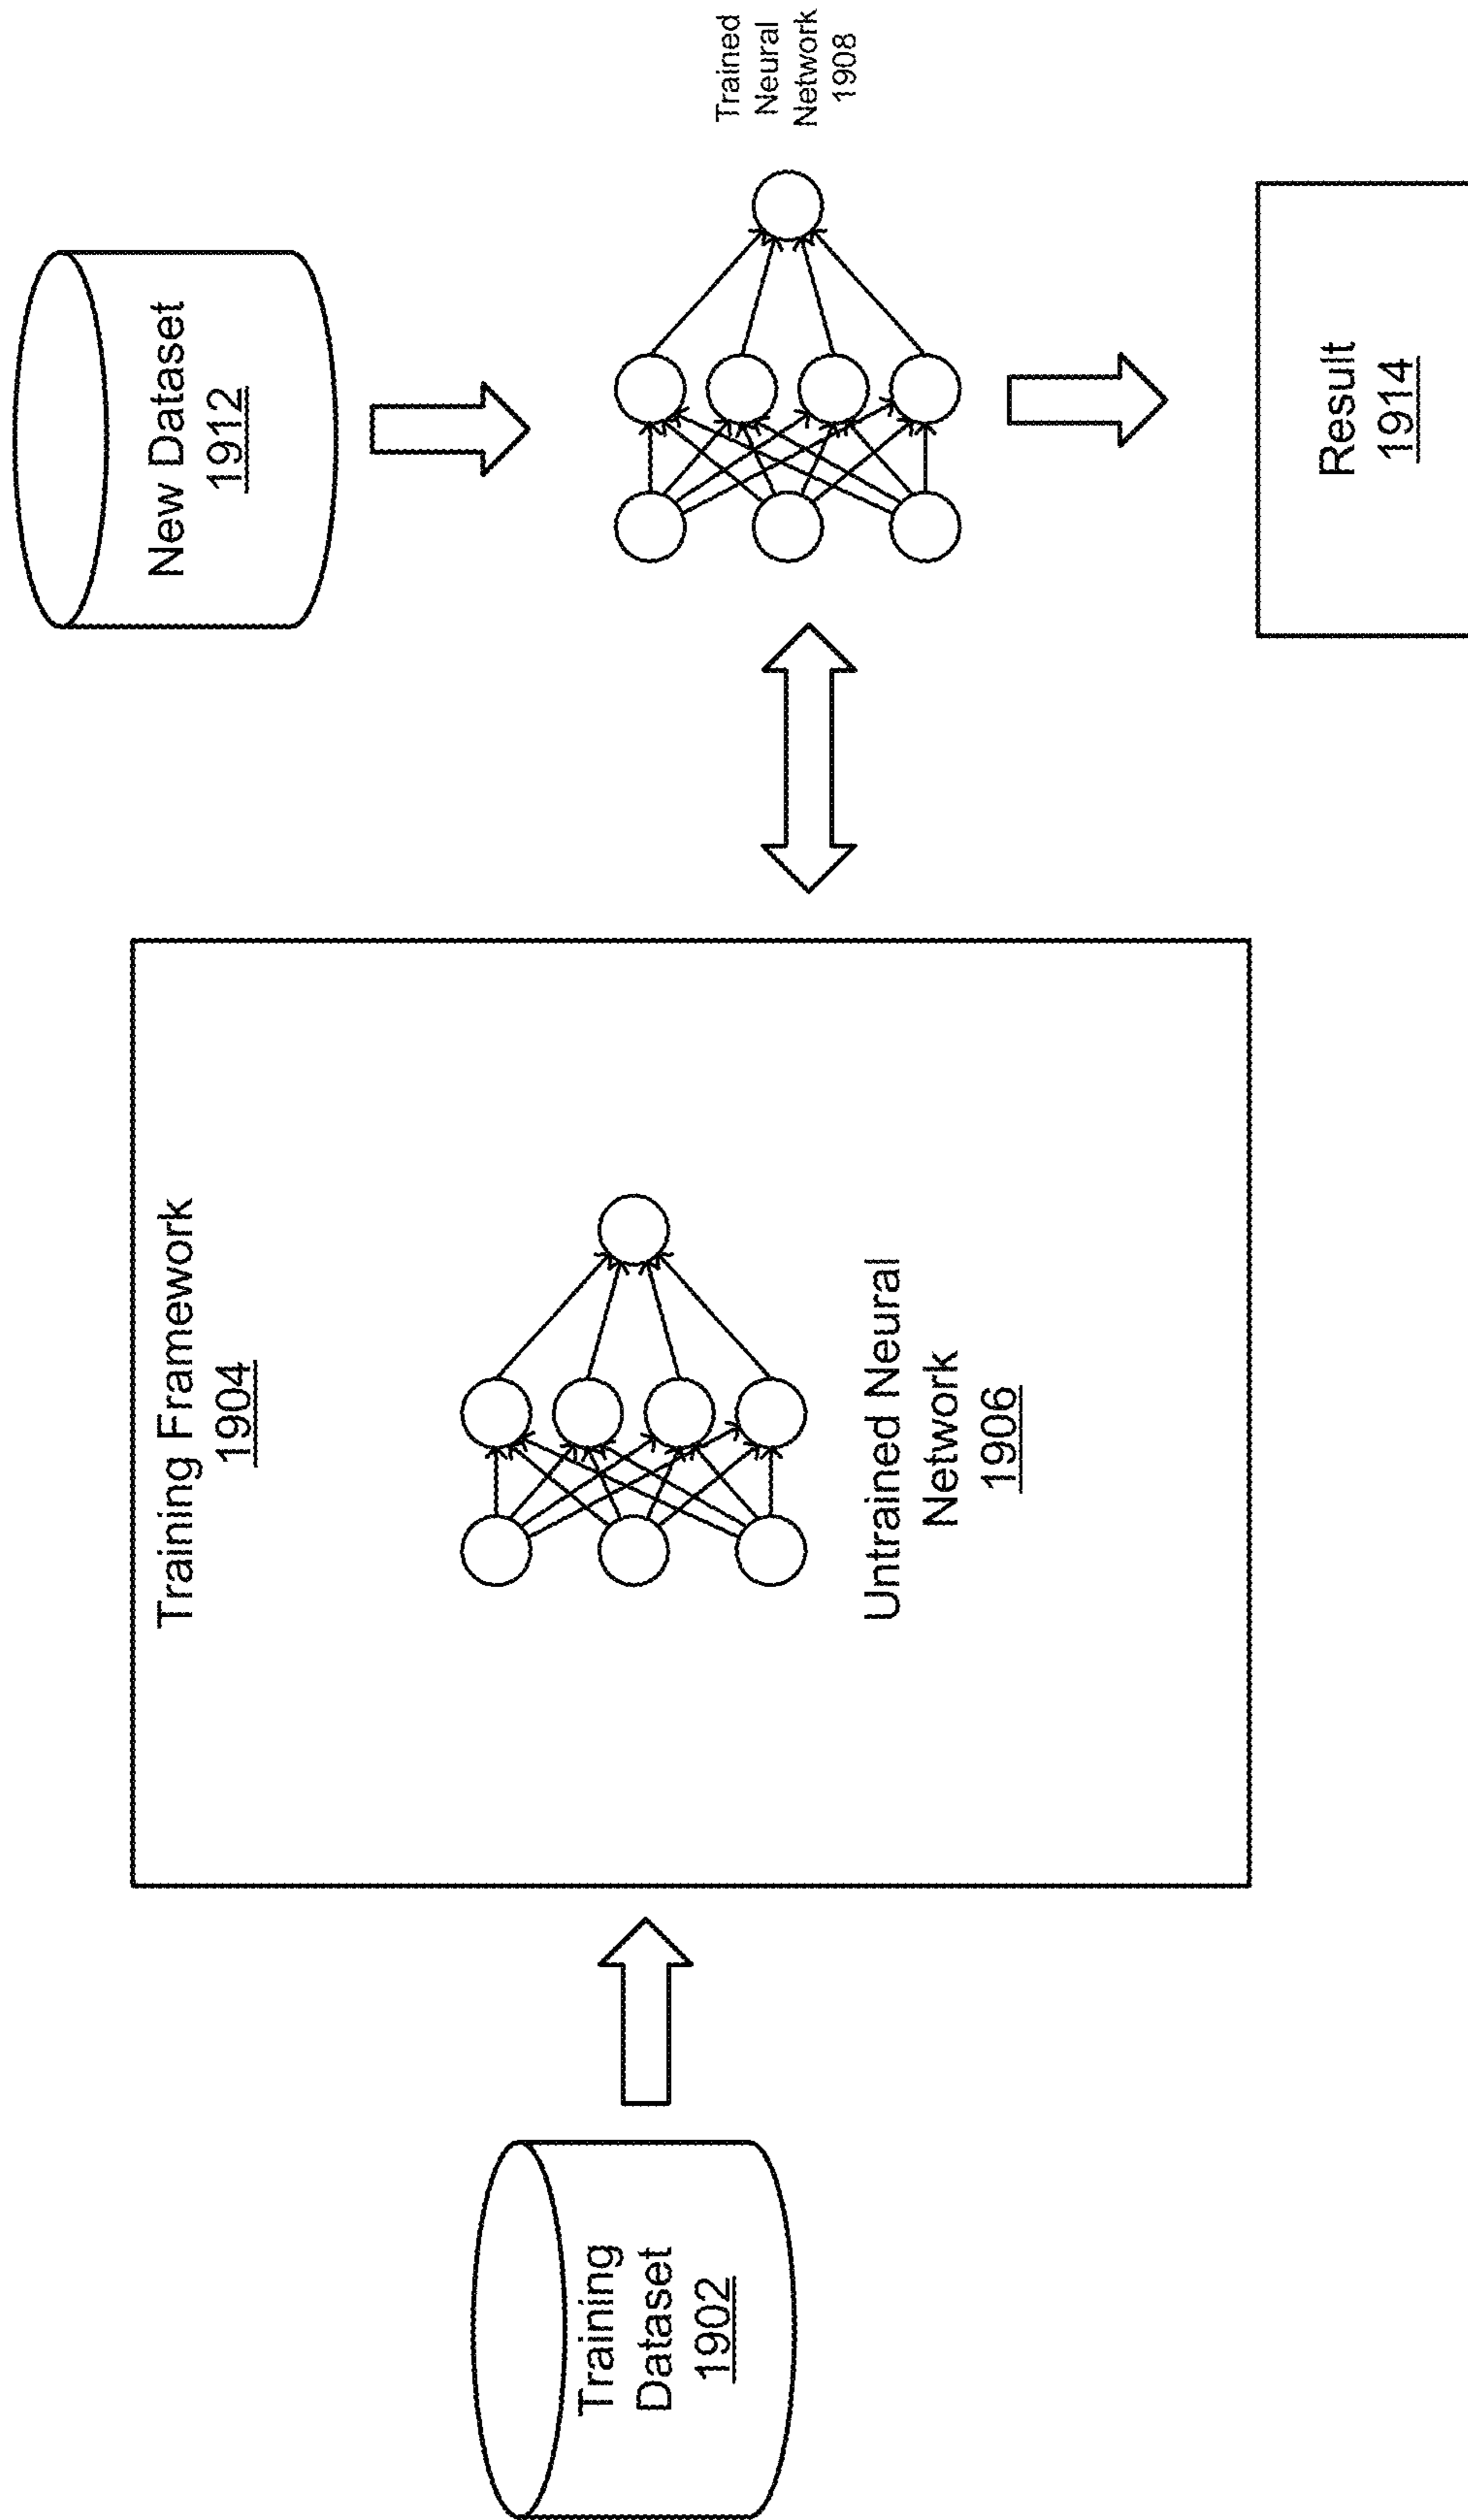 Training
Dataset
1902
Training Framework
1904
Untrained Neural
Network
1906
New Dataset
1912
Trained
Neural
Network
1908
Result
1914